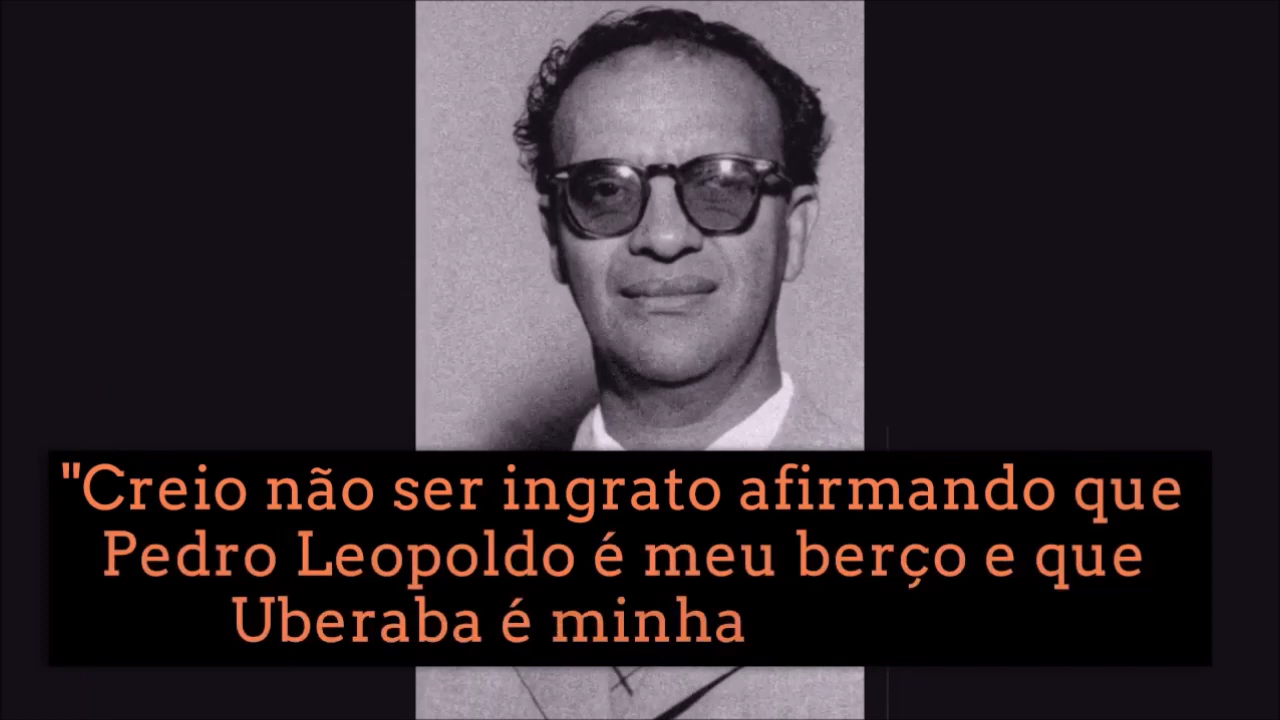 "Creio não ser ingrato afirmando que
Pedro Leopoldo é meu berço e que
Uberaba é minha